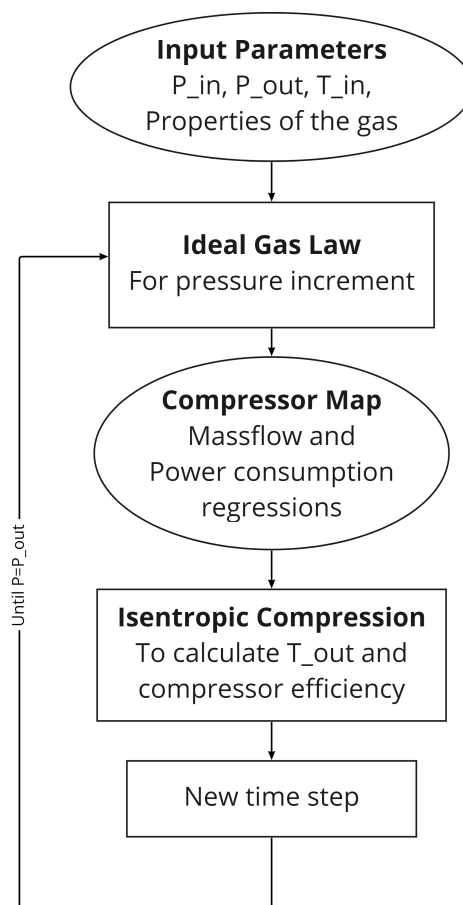 Input Parameters
P_in, P_out, T_in,
Properties of the gas
Ideal Gas Law
For pressure increment
Compressor Map
Massflow and
Power consumption
regressions
Until P=P_out
Isentropic Compression
To calculate T_out and
compressor efficiency
New time step